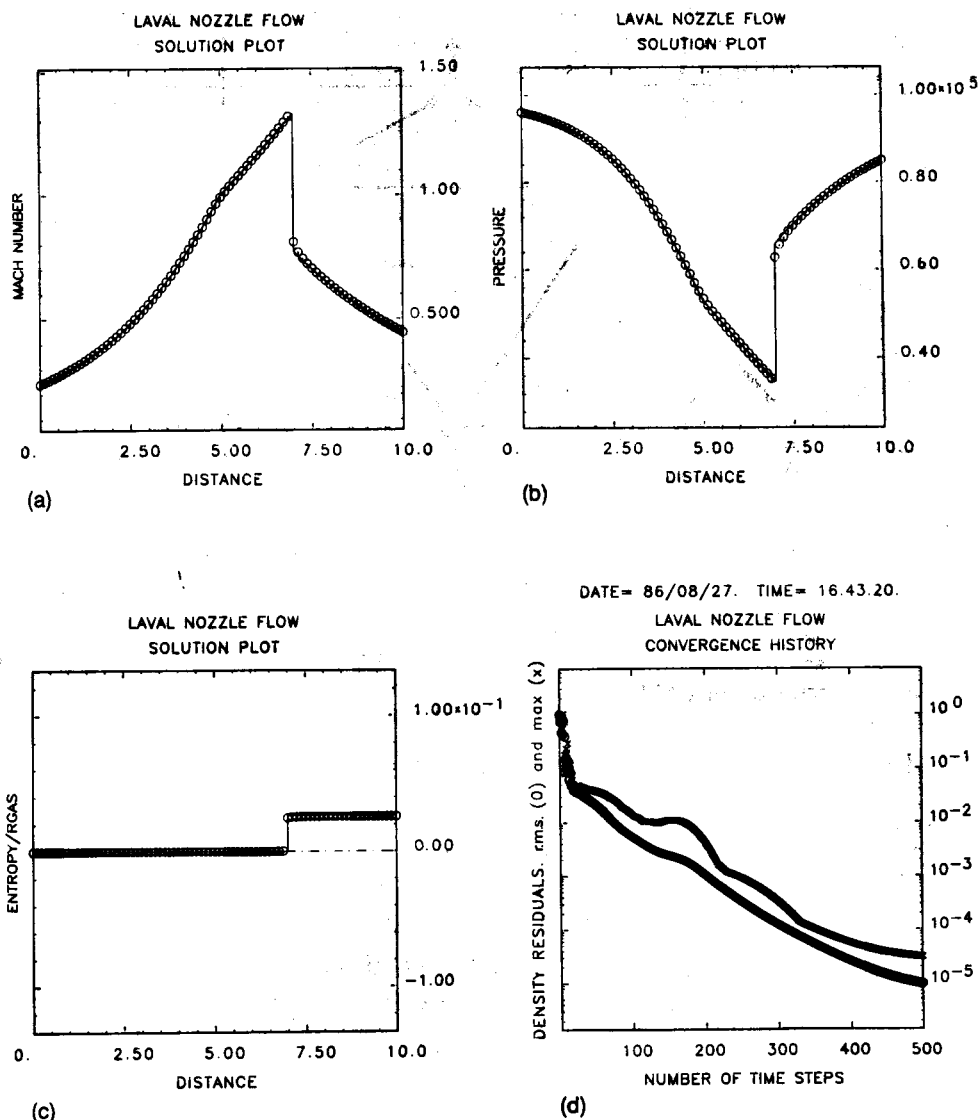 LAVAL NOZZLE FLOW
SOLUTION PLOT
1.50
1.00
0.500
MACH NUMBER
0. 2.50 5.00 7.50 10.0
DISTANCE
(a)
LAVAL NOZZLE FLOW
SOLUTION PLOT
1.00×10⁵
0.80
0.60
0.40
PRESSURE
0. 2.50 5.00 7.50 10.0
DISTANCE
(b)
LAVAL NOZZLE FLOW
SOLUTION PLOT
1.00×10⁻¹
0.00
-1.00
ENTROPY/RGAS
0. 2.50 5.00 7.50 10.0
DISTANCE
(c)
DATE= 86/08/27. TIME= 16.43.20.
LAVAL NOZZLE FLOW
CONVERGENCE HISTORY
10⁰
10⁻¹
10⁻²
10⁻³
10⁻⁴
10⁻⁵
DENSITY RESIDUALS. rms. (0) and max (x)
100 200 300 400 500
NUMBER OF TIME STEPS
(d)